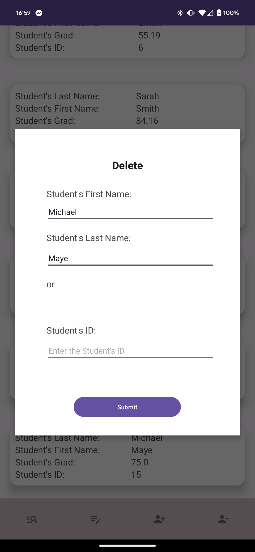 16:59
100%
Student's Grad:
55.19
Student's ID:
6
Student's Last Name:
Sarah
Student's First Name:
Smith
Student's Grad:
84.16
Delete
Student's First Name:
Michael
Student's Last Name:
Maye
or
Student's ID:
Enter the Student's ID
Submit
Student's Last Name:
Michael
Student's First Name:
Maye
Student's Grad:
75.0
Student's ID:
15